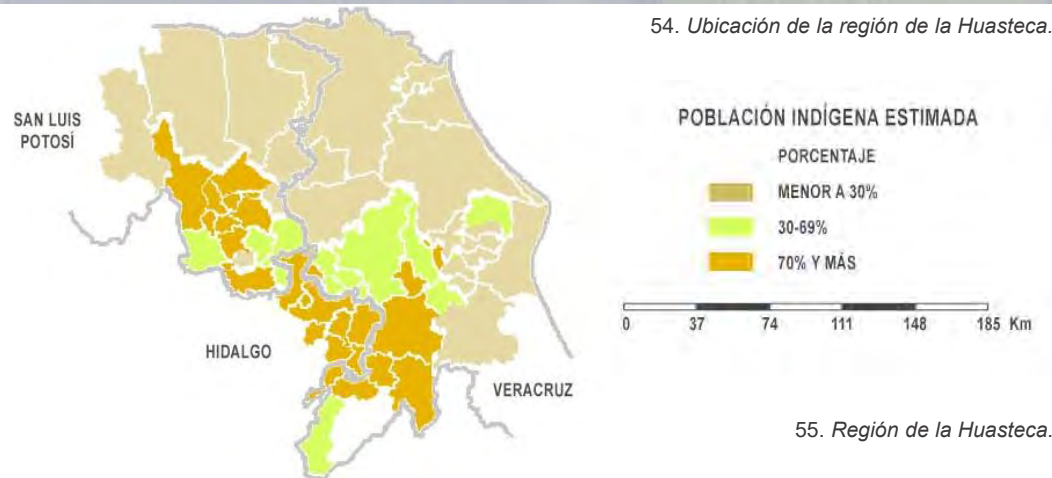 54. Ubicación de la región de la Huasteca.
SAN LUIS
POTOSÍ
HIDALGO
VERACRUZ
POBLACIÓN INDÍGENA ESTIMADA
PORCENTAJE
MENOR A 30%
30-69%
70% Y MÁS
0 37 74 111 148 185 Km
55. Región de la Huasteca.